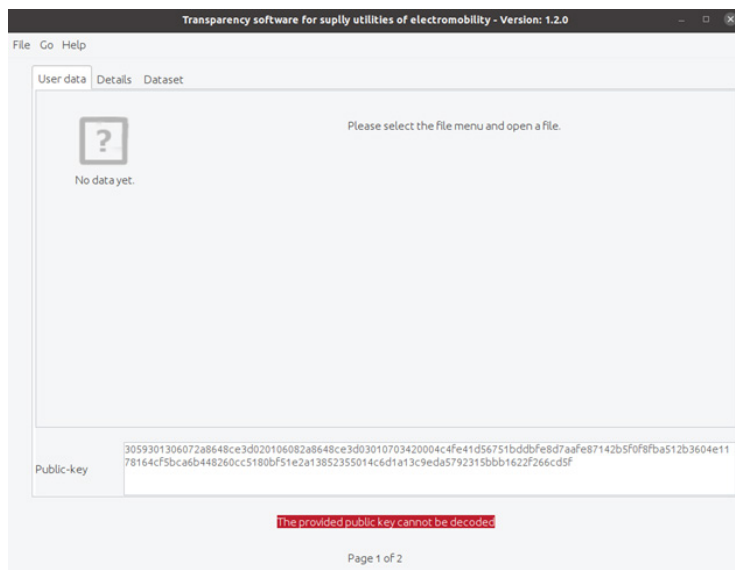 Transparency software for suplly utilities of electromobility - Version: 1.2.0
File Go Help
User data Details Dataset
?
Please select the file menu and open a file.
No data yet.
Public-key
3059301306072a8648ce3d020106082a8648ce3d03010703420004c4fe41d56751bddbfe8d7aafe87142b5f0f8fba512b3604e11
78164cf5bca6b448260cc5180bf51e2a13852355014c6d1a13c9eda5792315bbb1622f266cd5f
The provided public key cannot be decoded
Page 1 of 2